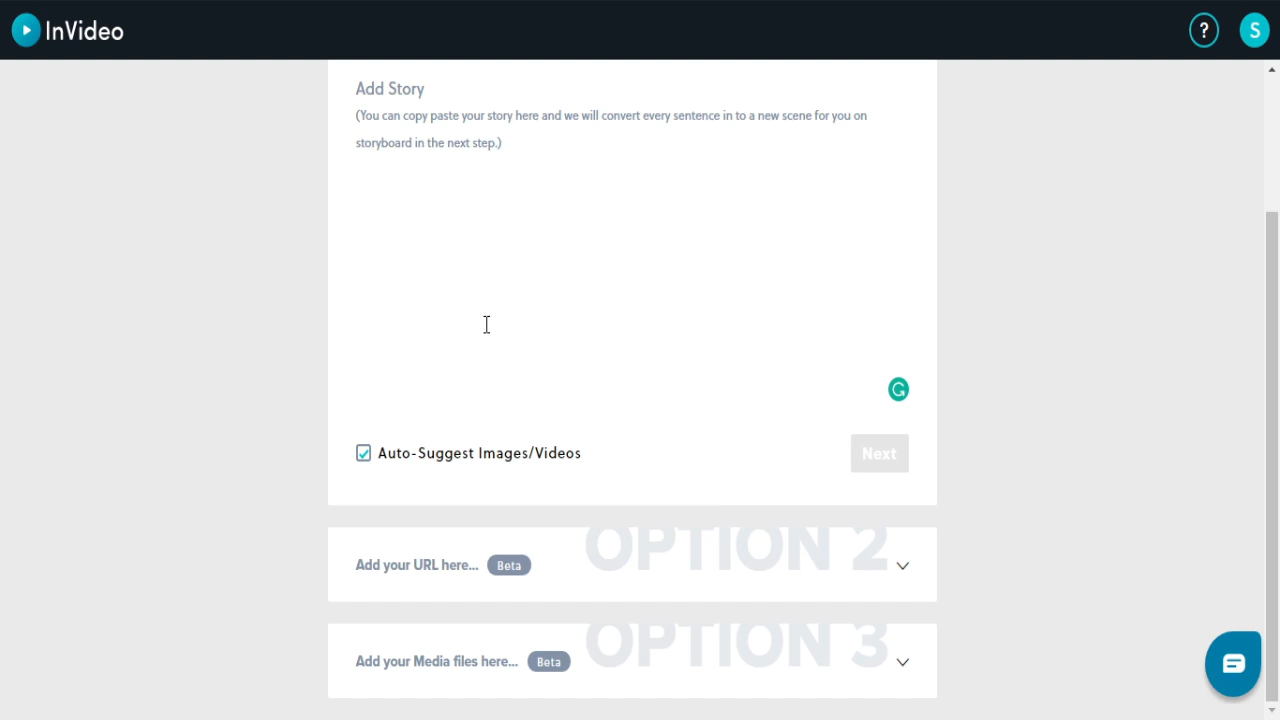 InVideo
?
S
Add Story
(You can copy paste your story here and we will convert every sentence in to a new scene for you on
storyboard in the next step.)
Auto-Suggest Images/Videos
Next
OPTION 2
Add your URL here... Beta
OPTION 3
Add your Media files here... Beta